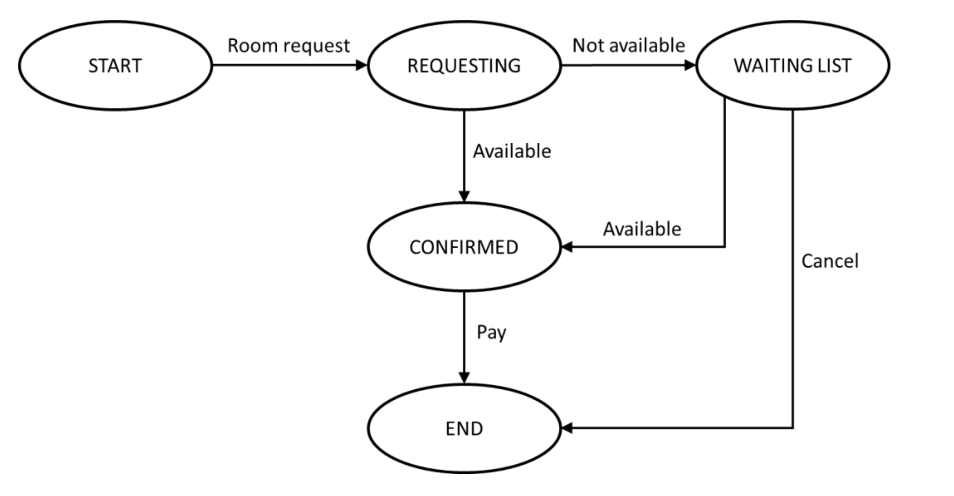 START
Room request
REQUESTING
Not available
WAITING LIST
Available
CONFIRMED
Available
Cancel
Pay
END